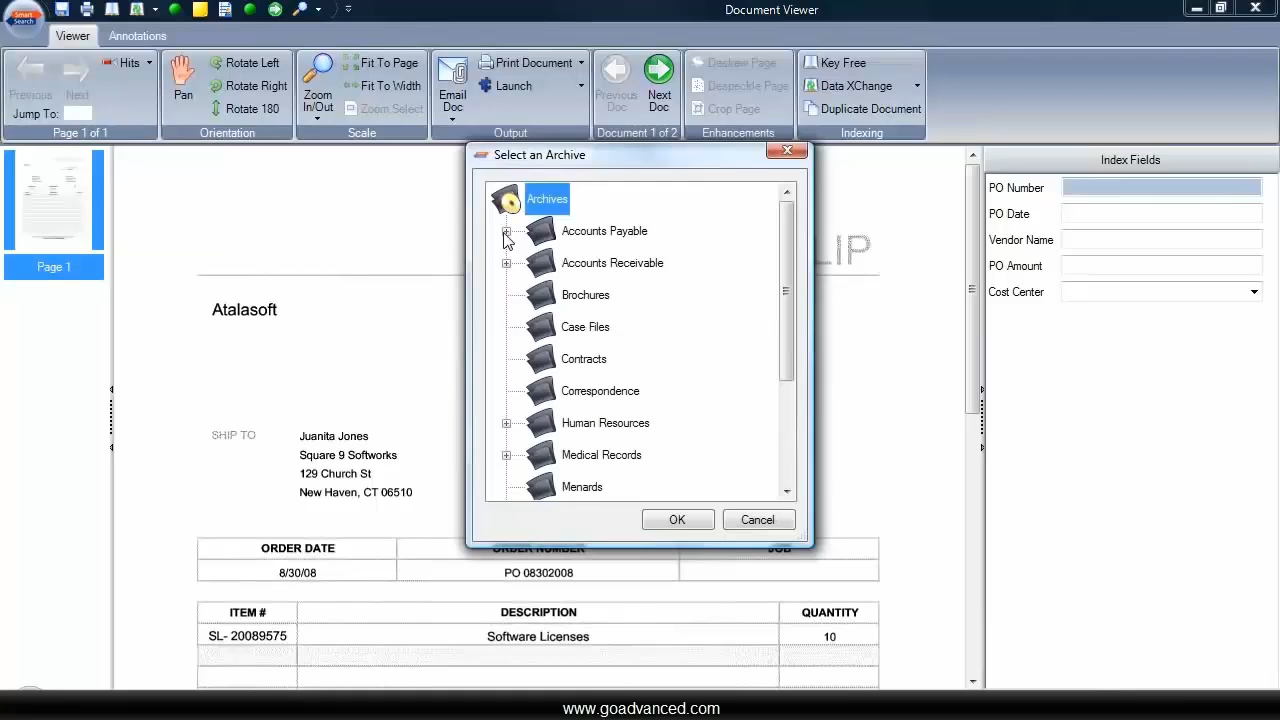 Smart Search
Document Viewer
Viewer
Annotations
Previous
Next
Hits
Jump To:
Page 1 of 1
Pan
Rotate Left
Rotate Right
Rotate 180
Orientation
Zoom In/Out
Fit To Page
Fit To Width
Zoom Select
Scale
Email Doc
Print Document
Launch
Output
Previous Doc
Next Doc
Document 1 of 2
Deskew Page
Despeckle Page
Crop Page
Enhancements
Key Free
Data XChange
Duplicate Document
Indexing
Page 1
Select an Archive
Archives
Accounts Payable
Accounts Receivable
Brochures
Case Files
Contracts
Correspondence
Human Resources
Medical Records
Menards
OK
Cancel
Index Fields
PO Number
PO Date
Vendor Name
PO Amount
Cost Center
LIP
Atalasoft
SHIP TO
Juanita Jones
Square 9 Softworks
129 Church St
New Haven, CT 06510
ORDER DATE
ORDER NUMBER
JOB
8/30/08
PO 08302008
ITEM #
DESCRIPTION
QUANTITY
SL- 20089575
Software Licenses
10
www.goadvanced.com